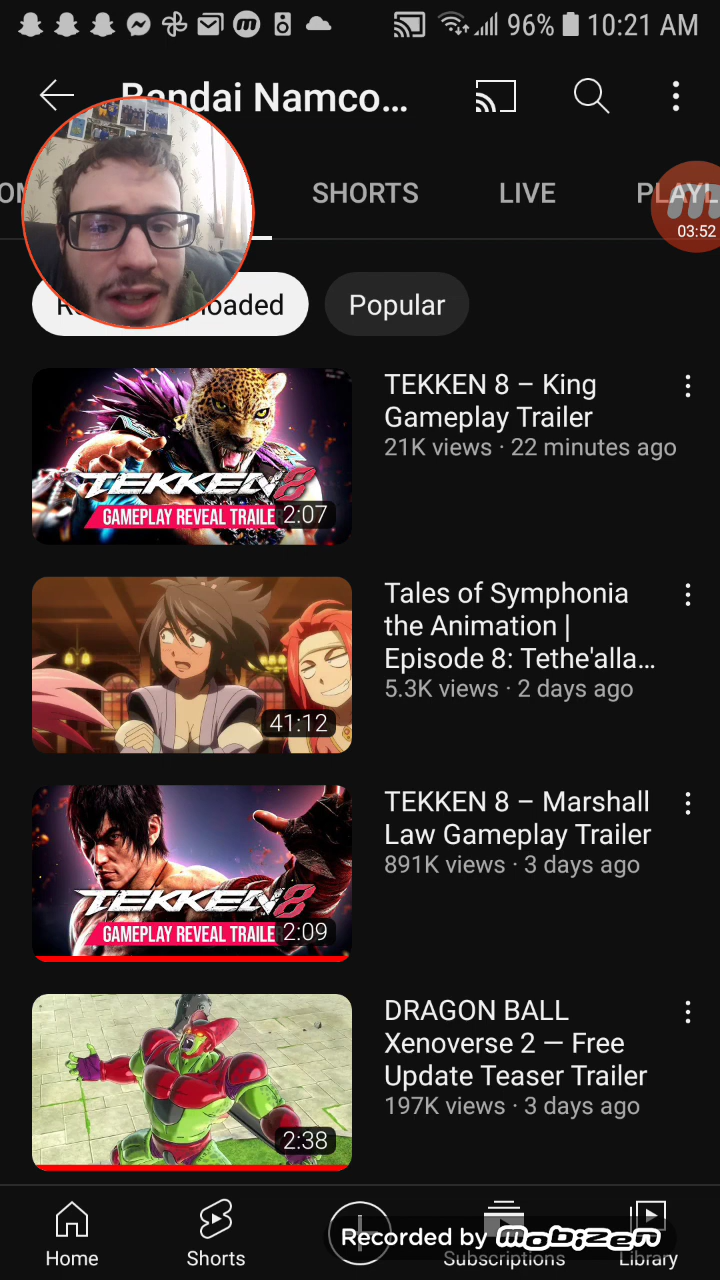 96% 10:21 AM
Bandai Namco...
SHORTS
LIVE
PLAYL
03:52
oaded
Popular
TEKKEN 8 – King
Gameplay Trailer
21K views · 22 minutes ago
TEKKEN 8
GAMEPLAY REVEAL TRAILE
2:07
Tales of Symphonia
the Animation |
Episode 8: Tethe'alla...
5.3K views · 2 days ago
41:12
TEKKEN 8 – Marshall
Law Gameplay Trailer
891K views · 3 days ago
TEKKEN 8
GAMEPLAY REVEAL TRAILE
2:09
DRAGON BALL
Xenoverse 2 — Free
Update Teaser Trailer
197K views · 3 days ago
2:38
Recorded by mobizen
Home
Shorts
Subscriptions
Library